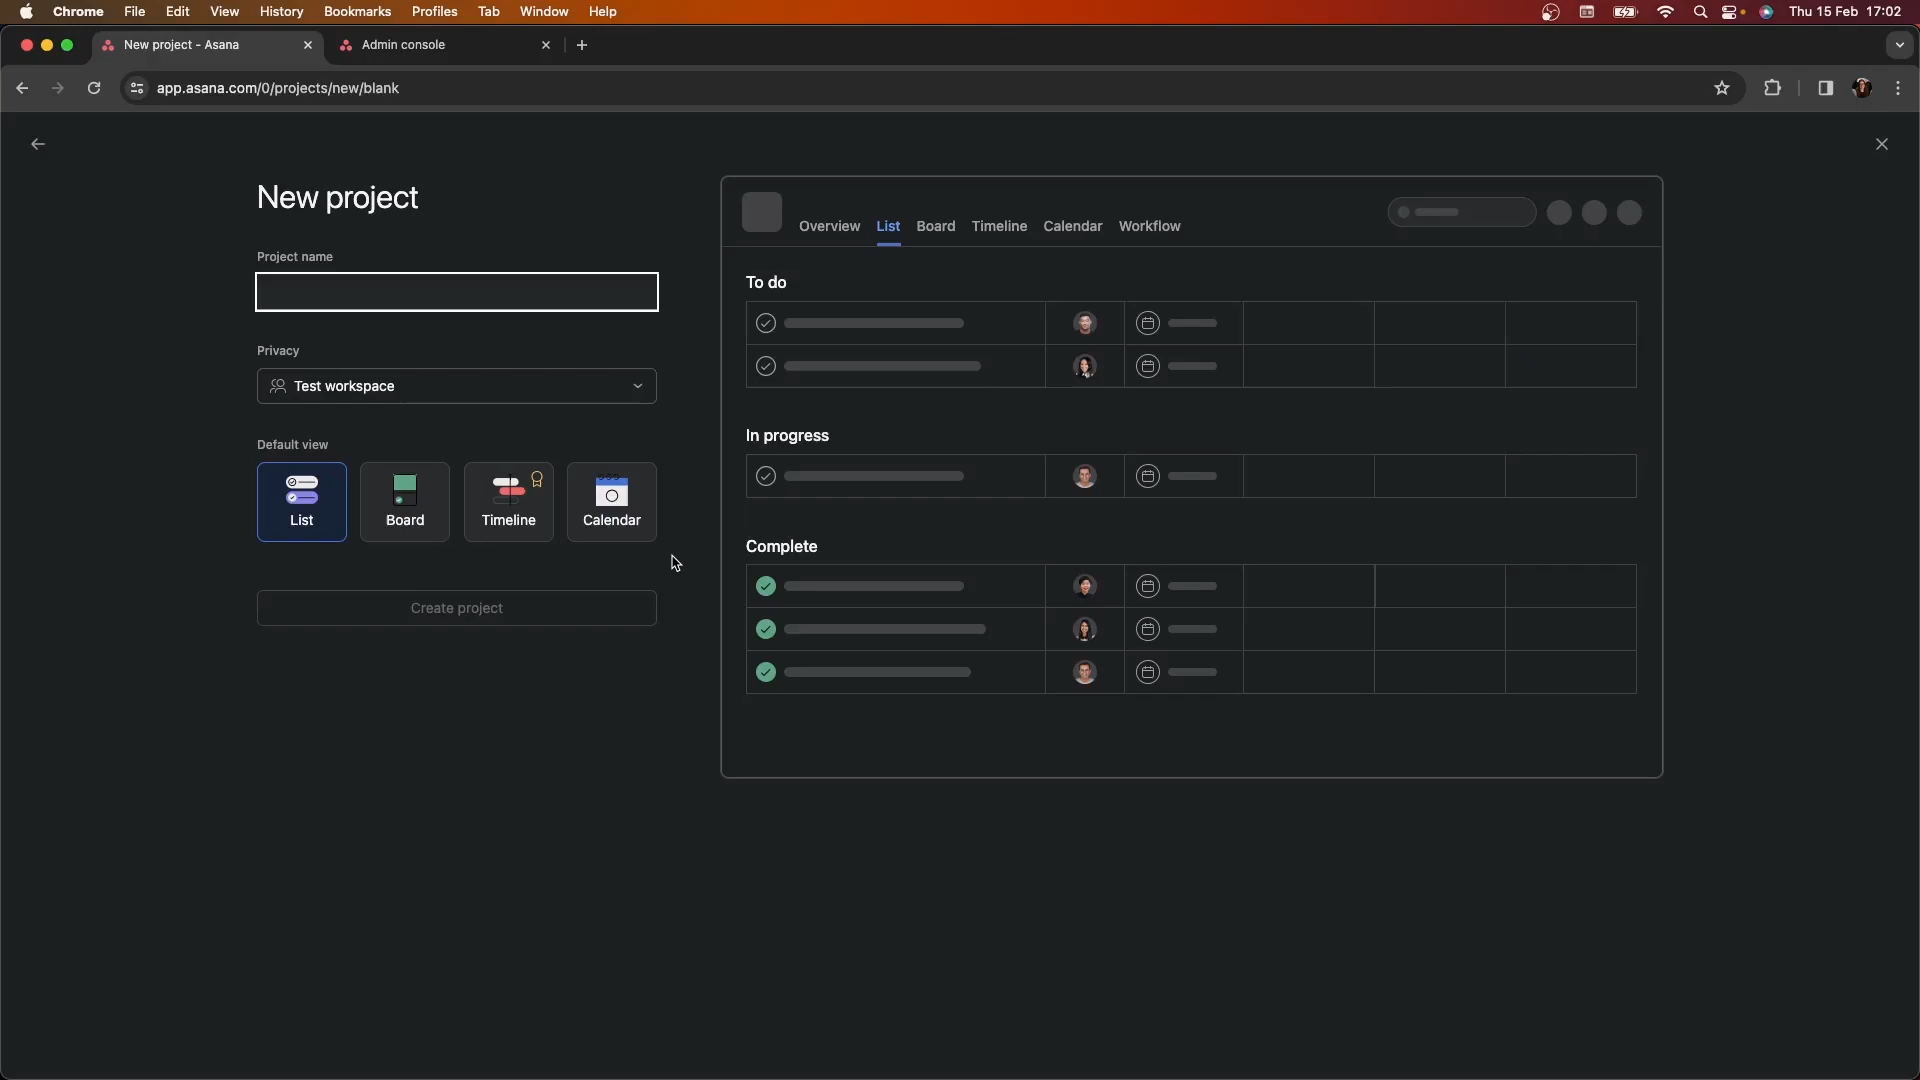 Chrome File Edit View History Bookmarks Profiles Tab Window Help Thu 15 Feb 17:02
New project - Asana Admin console
app.asana.com/0/projects/new/blank
New project
Project name
Privacy
Test workspace
Default view
List Board Timeline Calendar
Create project
Overview List Board Timeline Calendar Workflow
To do
In progress
Complete